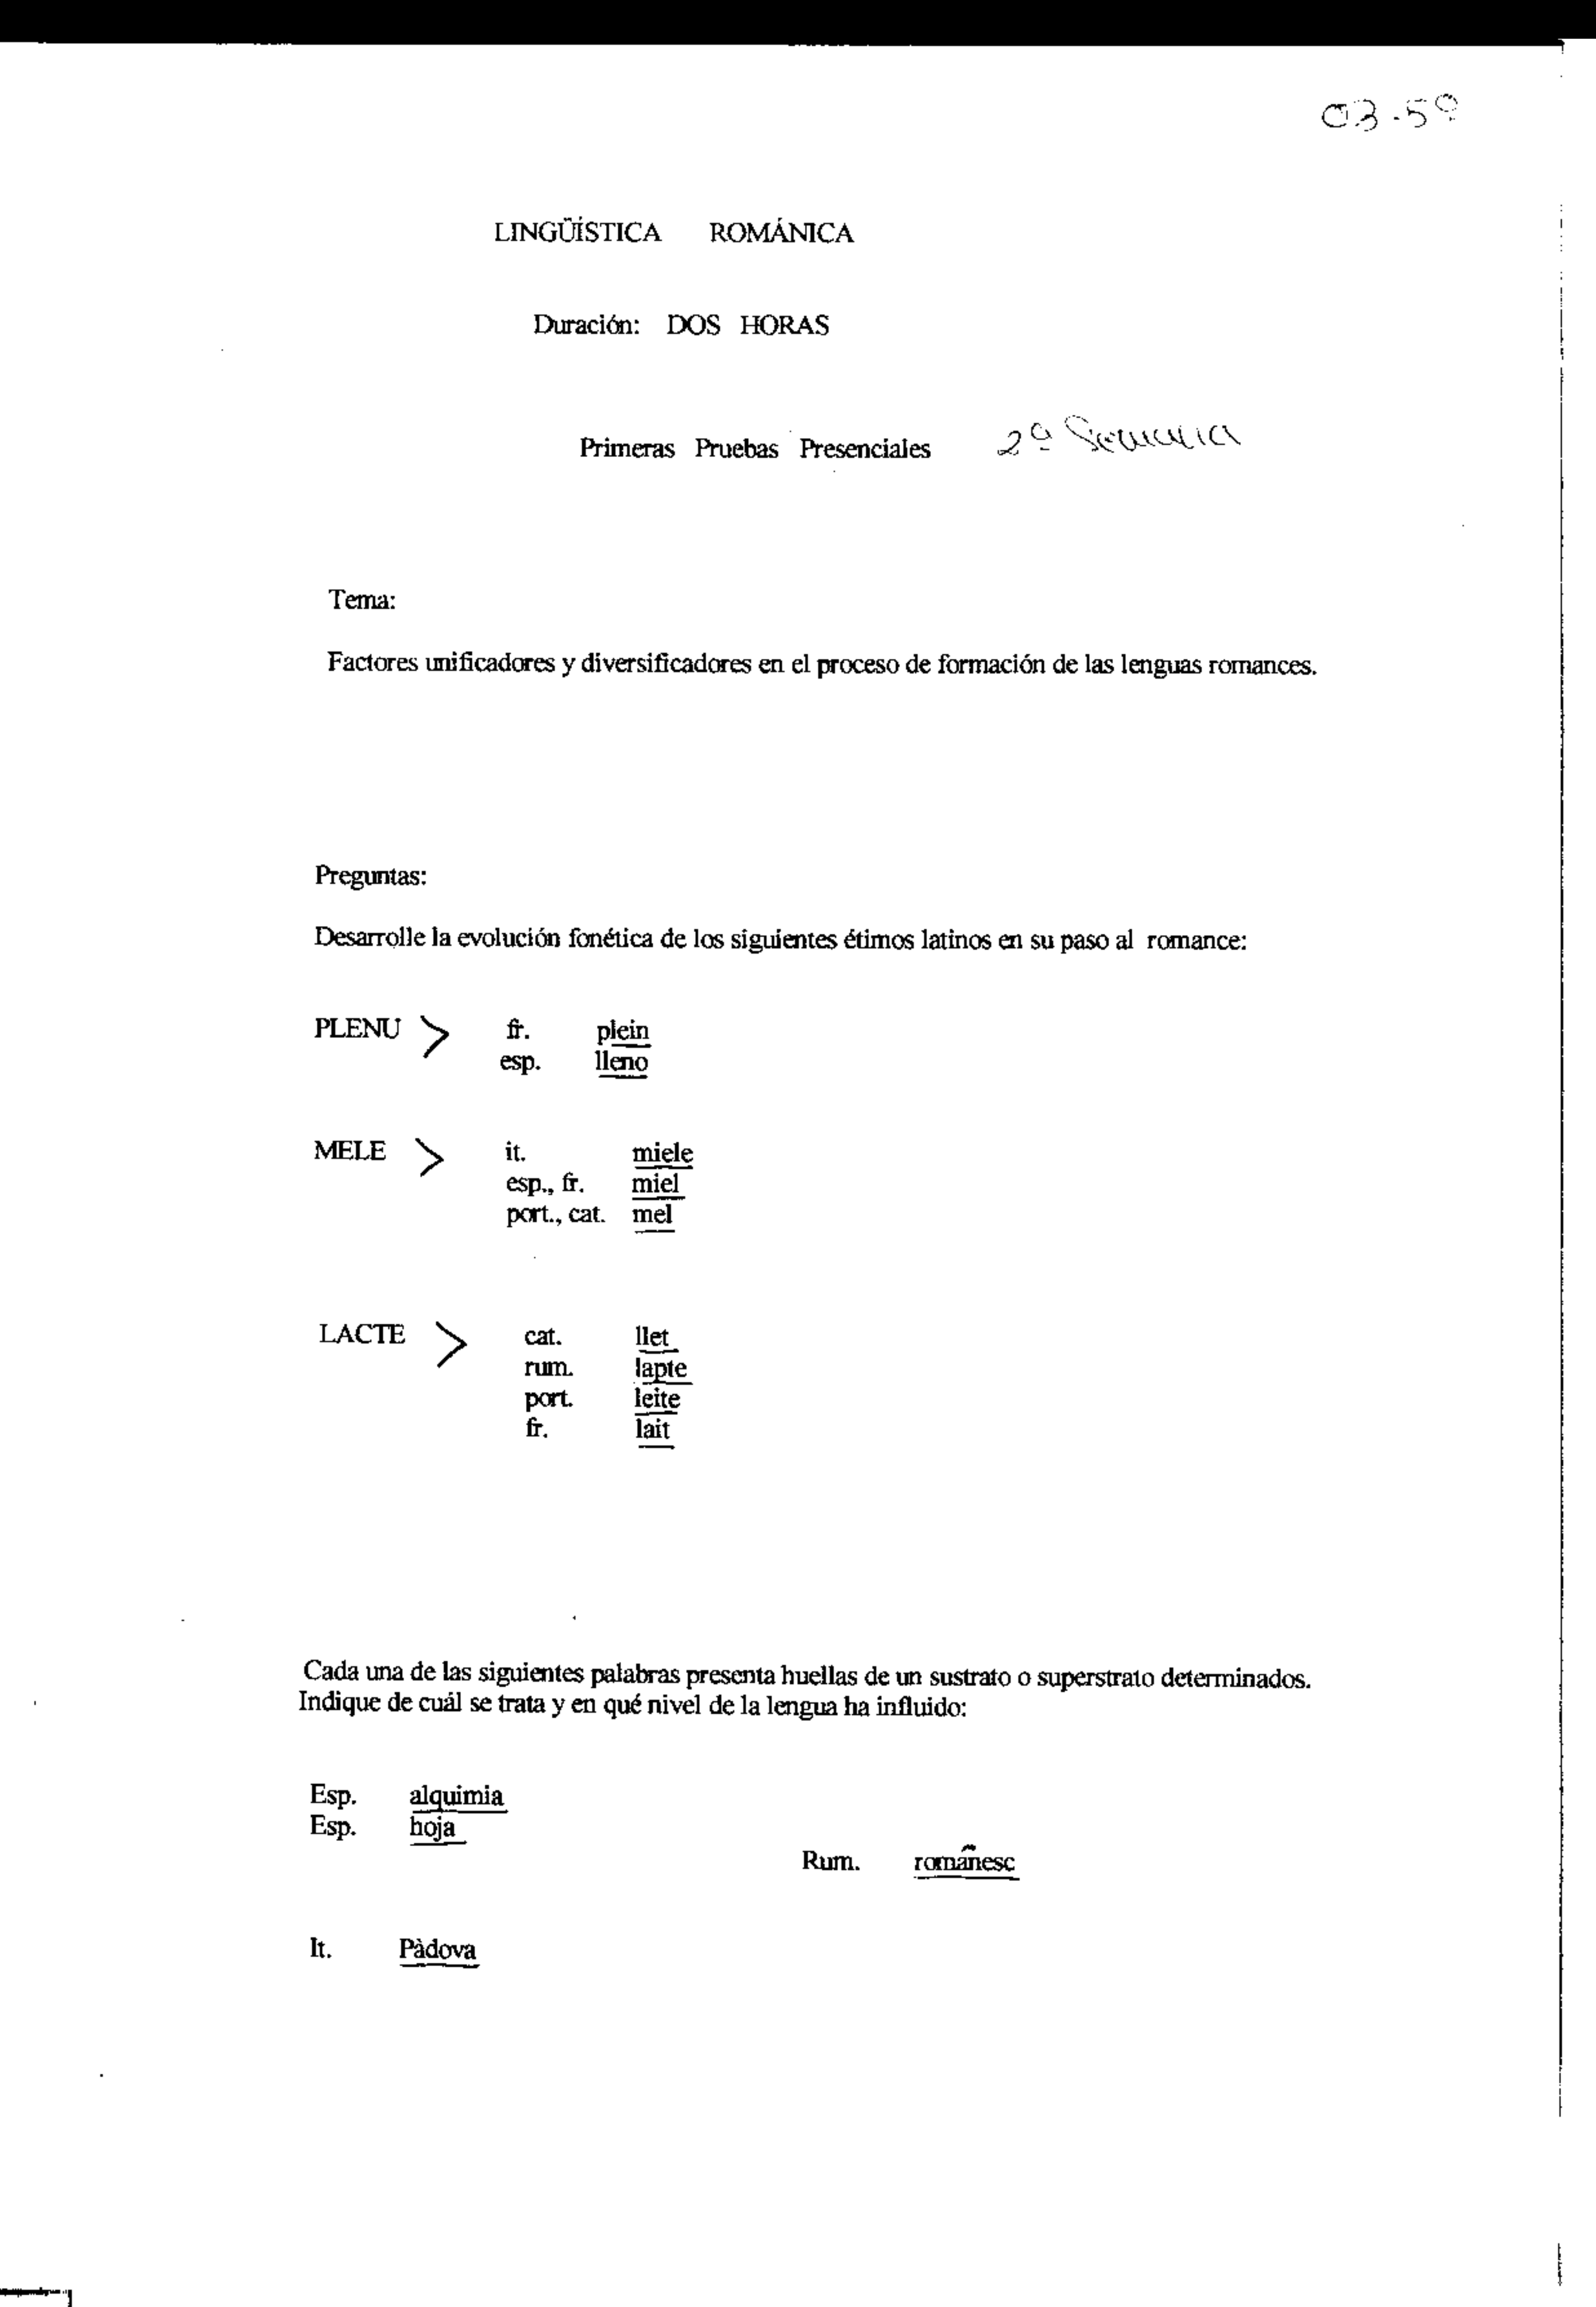 03-5º
LINGÜÍSTICA ROMÁNICA
Duración: DOS HORAS
Primeras Pruebas Presenciales 2ª Semana
Tema:
Factores unificadores y diversificadores en el proceso de formación de las lenguas romances.
Preguntas:
Desarrolle la evolución fonética de los siguientes étimos latinos en su paso al romance:
PLENU > fr. plein
esp. lleno
MELE > it. miele
esp., fr. miel
port., cat. mel
LACTE > cat. llet
rum. lapte
port. leite
fr. lait
Cada una de las siguientes palabras presenta huellas de un sustrato o superstrato determinados.
Indique de cuál se trata y en qué nivel de la lengua ha influido:
Esp. alquimia
Esp. hoja
Rum. românesc
It. Pàdova